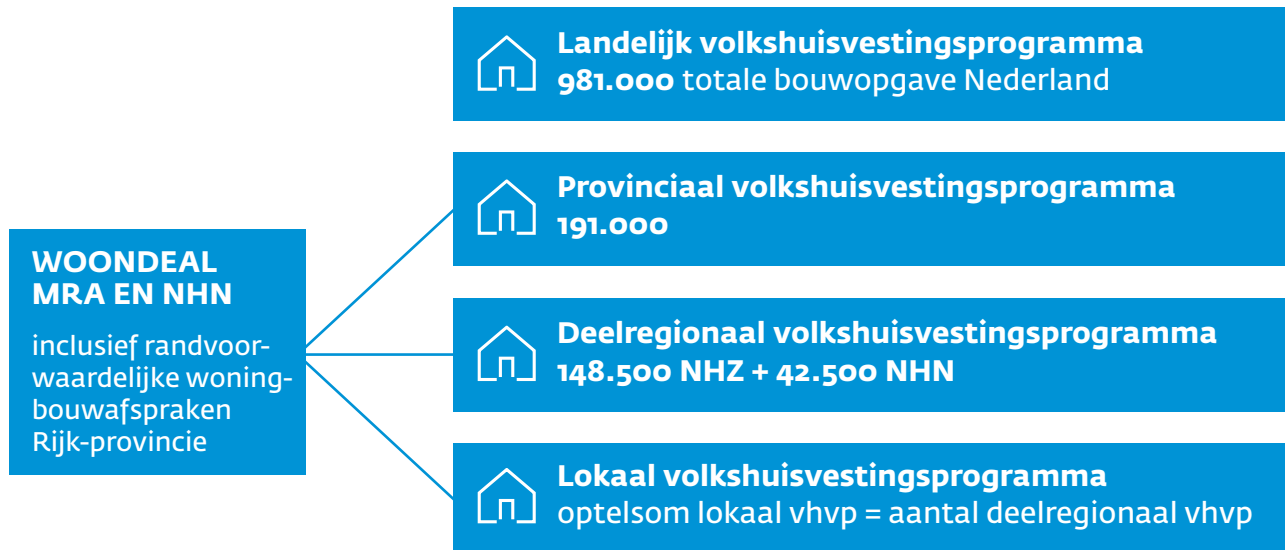 Landelijk volkshuisvestingsprogramma
981.000 totale bouwopgave Nederland
Provinciaal volkshuisvestingsprogramma
191.000
WOONDEAL
MRA EN NHN
inclusief randvoor-
waardelijke woning-
bouwafspraken
Rijk-provincie
Deelregionaal volkshuisvestingsprogramma
148.500 NHZ + 42.500 NHN
Lokaal volkshuisvestingsprogramma
optelsom lokaal vhvp = aantal deelregionaal vhvp